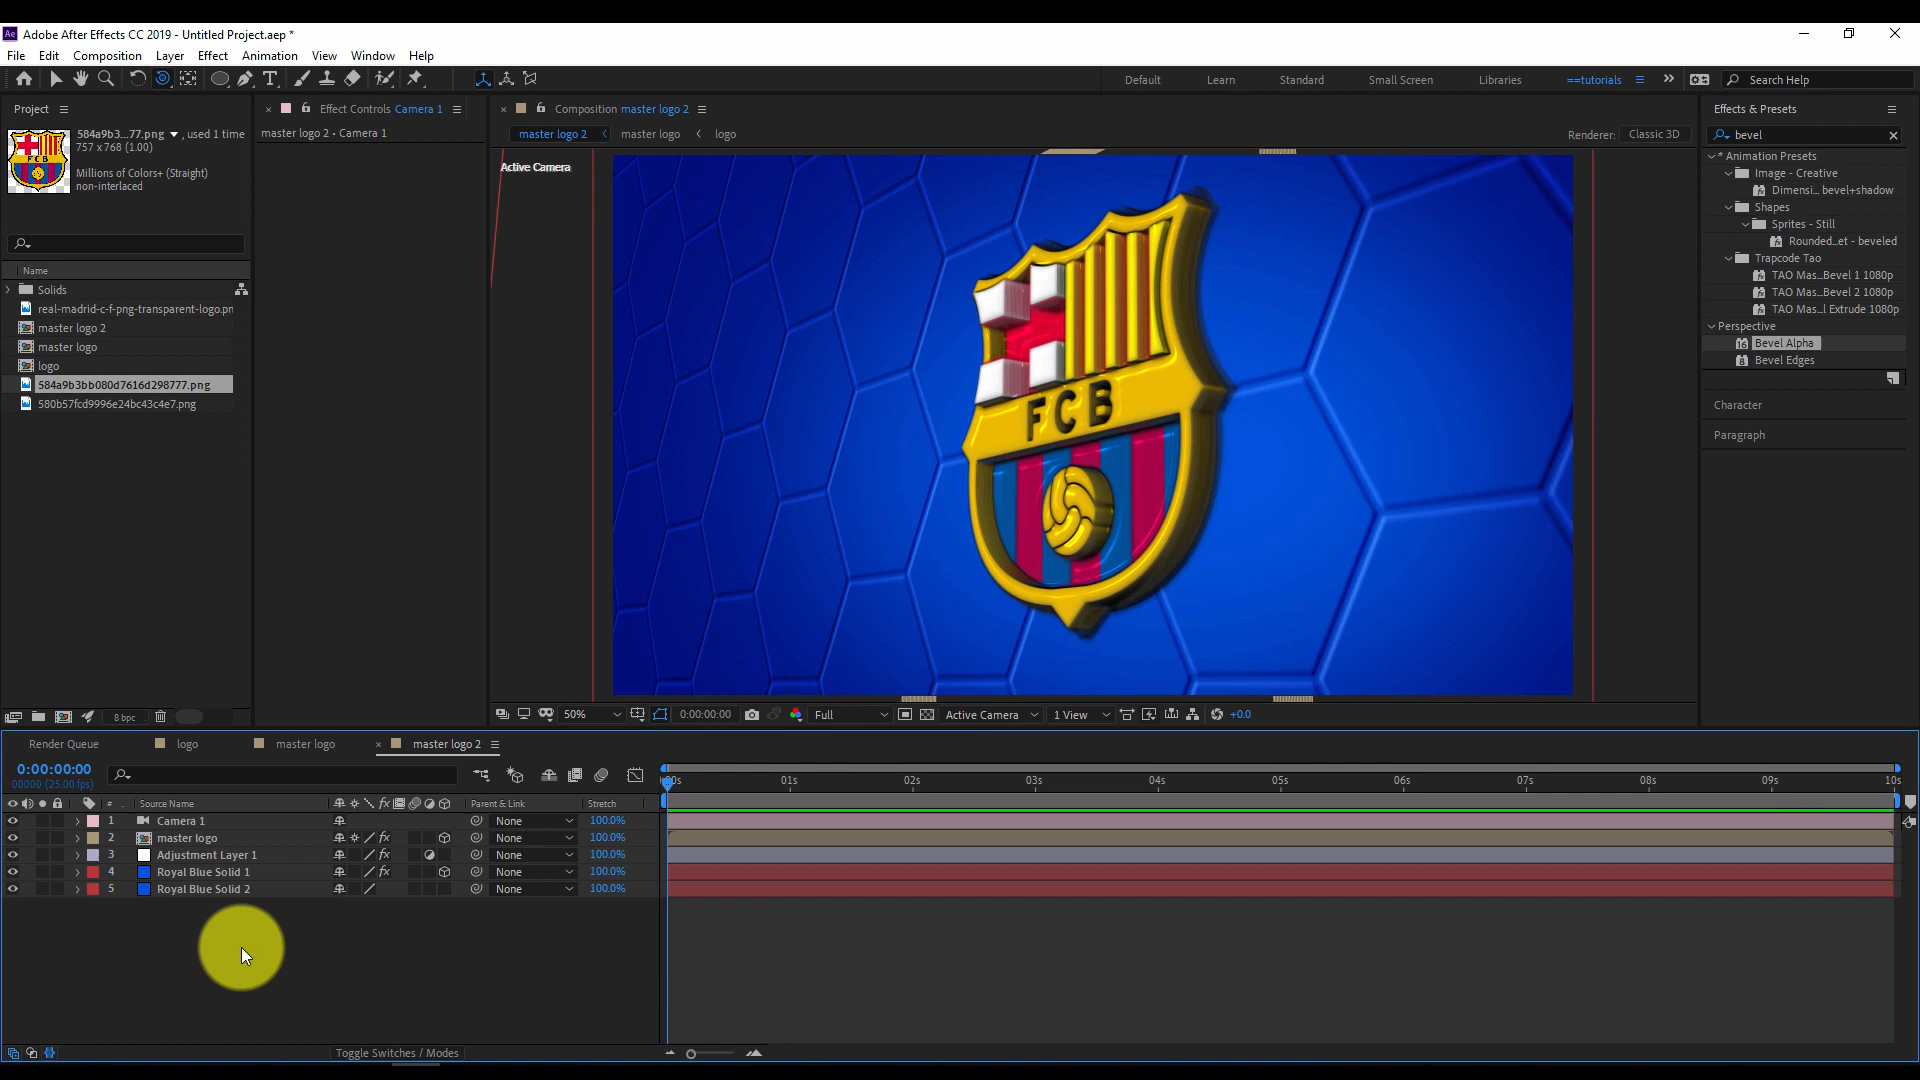 Ae Adobe After Effects CC 2019 - Untitled Project.aep *
File Edit Composition Layer Effect Animation View Window Help
Default Learn Standard Small Screen Libraries ==tutorials Search Help
Project
584a9b3...77.png , used 1 time
757 x 768 (1.00)
Millions of Colors+ (Straight)
non-interlaced
Name
Solids
real-madrid-c-f-png-transparent-logo.pn
master logo 2
master logo
logo
584a9b3bb080d7616d298777.png
580b57fcd9996e24bc43c4e7.png
8 bpc
Effect Controls Camera 1
master logo 2 • Camera 1
Composition master logo 2
master logo 2 master logo logo
Renderer: Classic 3D
Active Camera
FCB
50% 0:00:00:00 Full Active Camera 1 View +0.0
Effects & Presets
bevel
* Animation Presets
Image - Creative
Dimensi... bevel+shadow
Shapes
Sprites - Still
Rounded...et - beveled
Trapcode Tao
TAO Mas...Bevel 1 1080p
TAO Mas...Bevel 2 1080p
TAO Mas...l Extrude 1080p
Perspective
16 Bevel Alpha
8 Bevel Edges
Character
Paragraph
Render Queue logo master logo master logo 2
0:00:00:00
00000 (25.00 fps)
:00s 01s 02s 03s 04s 05s 06s 07s 08s 09s 10s
# Source Name fx Parent & Link Stretch
1 Camera 1 None 100.0%
2 master logo fx None 100.0%
3 Adjustment Layer 1 fx None 100.0%
4 Royal Blue Solid 1 fx None 100.0%
5 Royal Blue Solid 2 None 100.0%
Toggle Switches / Modes